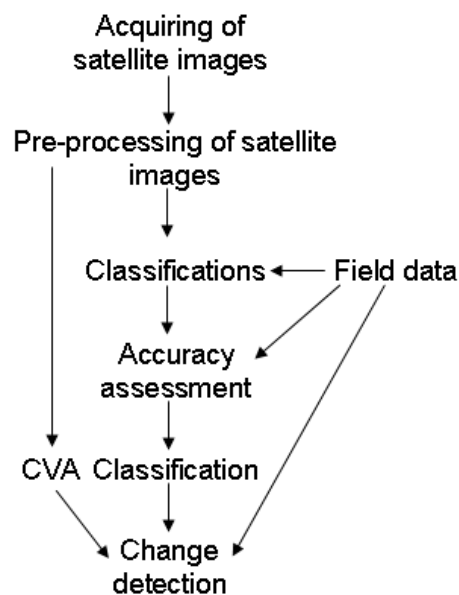 Acquiring of
satellite images
Pre-processing of satellite
images
Classifications
Field data
Accuracy
assessment
CVA
Classification
Change
detection